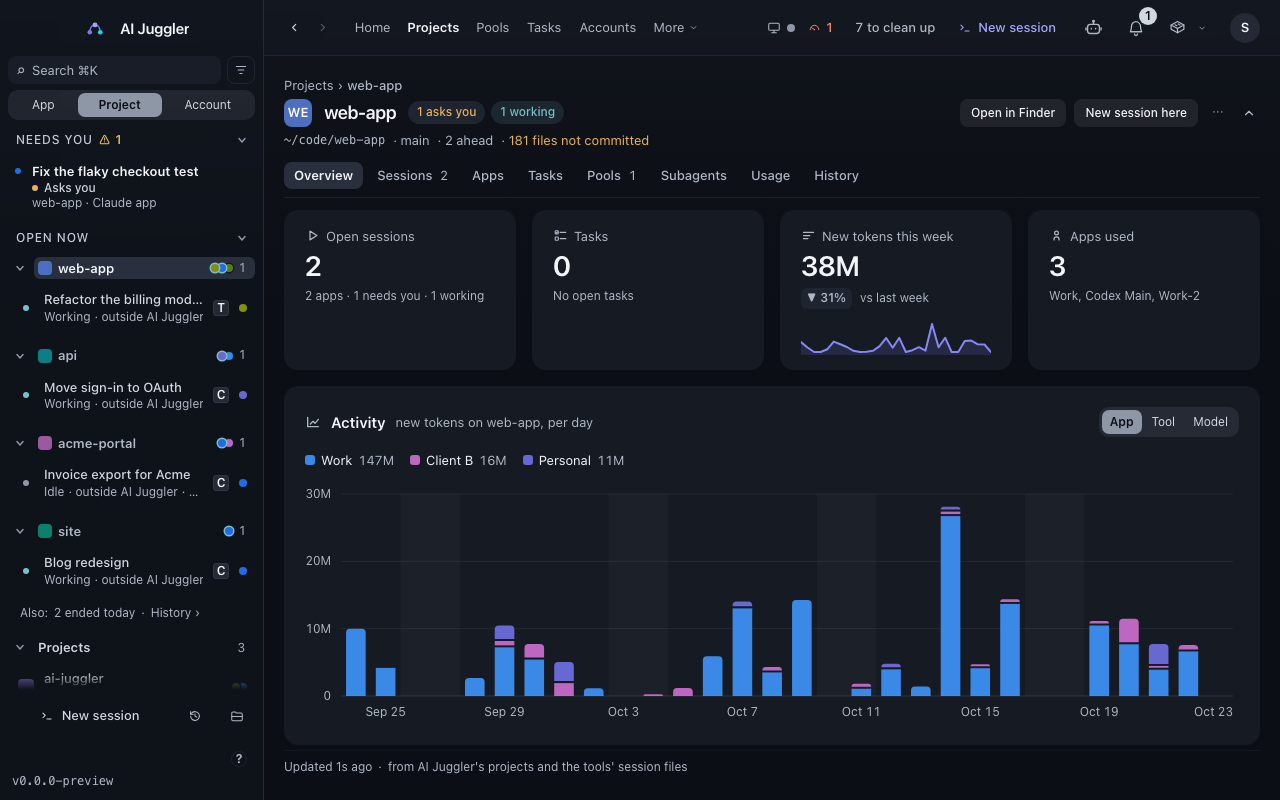 AI Juggler
Search ⌘K
App Project Account
NEEDS YOU 1
Fix the flaky checkout test
Asks you
web-app · Claude app
OPEN NOW
web-app 1
Refactor the billing mod...
Working · outside AI Juggler
T
api 1
Move sign-in to OAuth
Working · outside AI Juggler
C
acme-portal 1
Invoice export for Acme
Idle · outside AI Juggler · ...
C
site 1
Blog redesign
Working · outside AI Juggler
C
Also: 2 ended today · History ›
Projects 3
ai-juggler
New session
?
v0.0.0-preview
Home Projects Pools Tasks Accounts More
1
7 to clean up
New session
1
S
Projects › web-app
WE web-app 1 asks you 1 working
Open in Finder New session here ···
~/code/web-app · main · 2 ahead · 181 files not committed
Overview Sessions 2 Apps Tasks Pools 1 Subagents Usage History
Open sessions
2
2 apps · 1 needs you · 1 working
Tasks
0
No open tasks
New tokens this week
38M
▼ 31% vs last week
Apps used
3
Work, Codex Main, Work-2
Activity new tokens on web-app, per day
App Tool Model
Work 147M Client B 16M Personal 11M
30M
20M
10M
0
Sep 25 Sep 29 Oct 3 Oct 7 Oct 11 Oct 15 Oct 19 Oct 23
Updated 1s ago · from AI Juggler's projects and the tools' session files